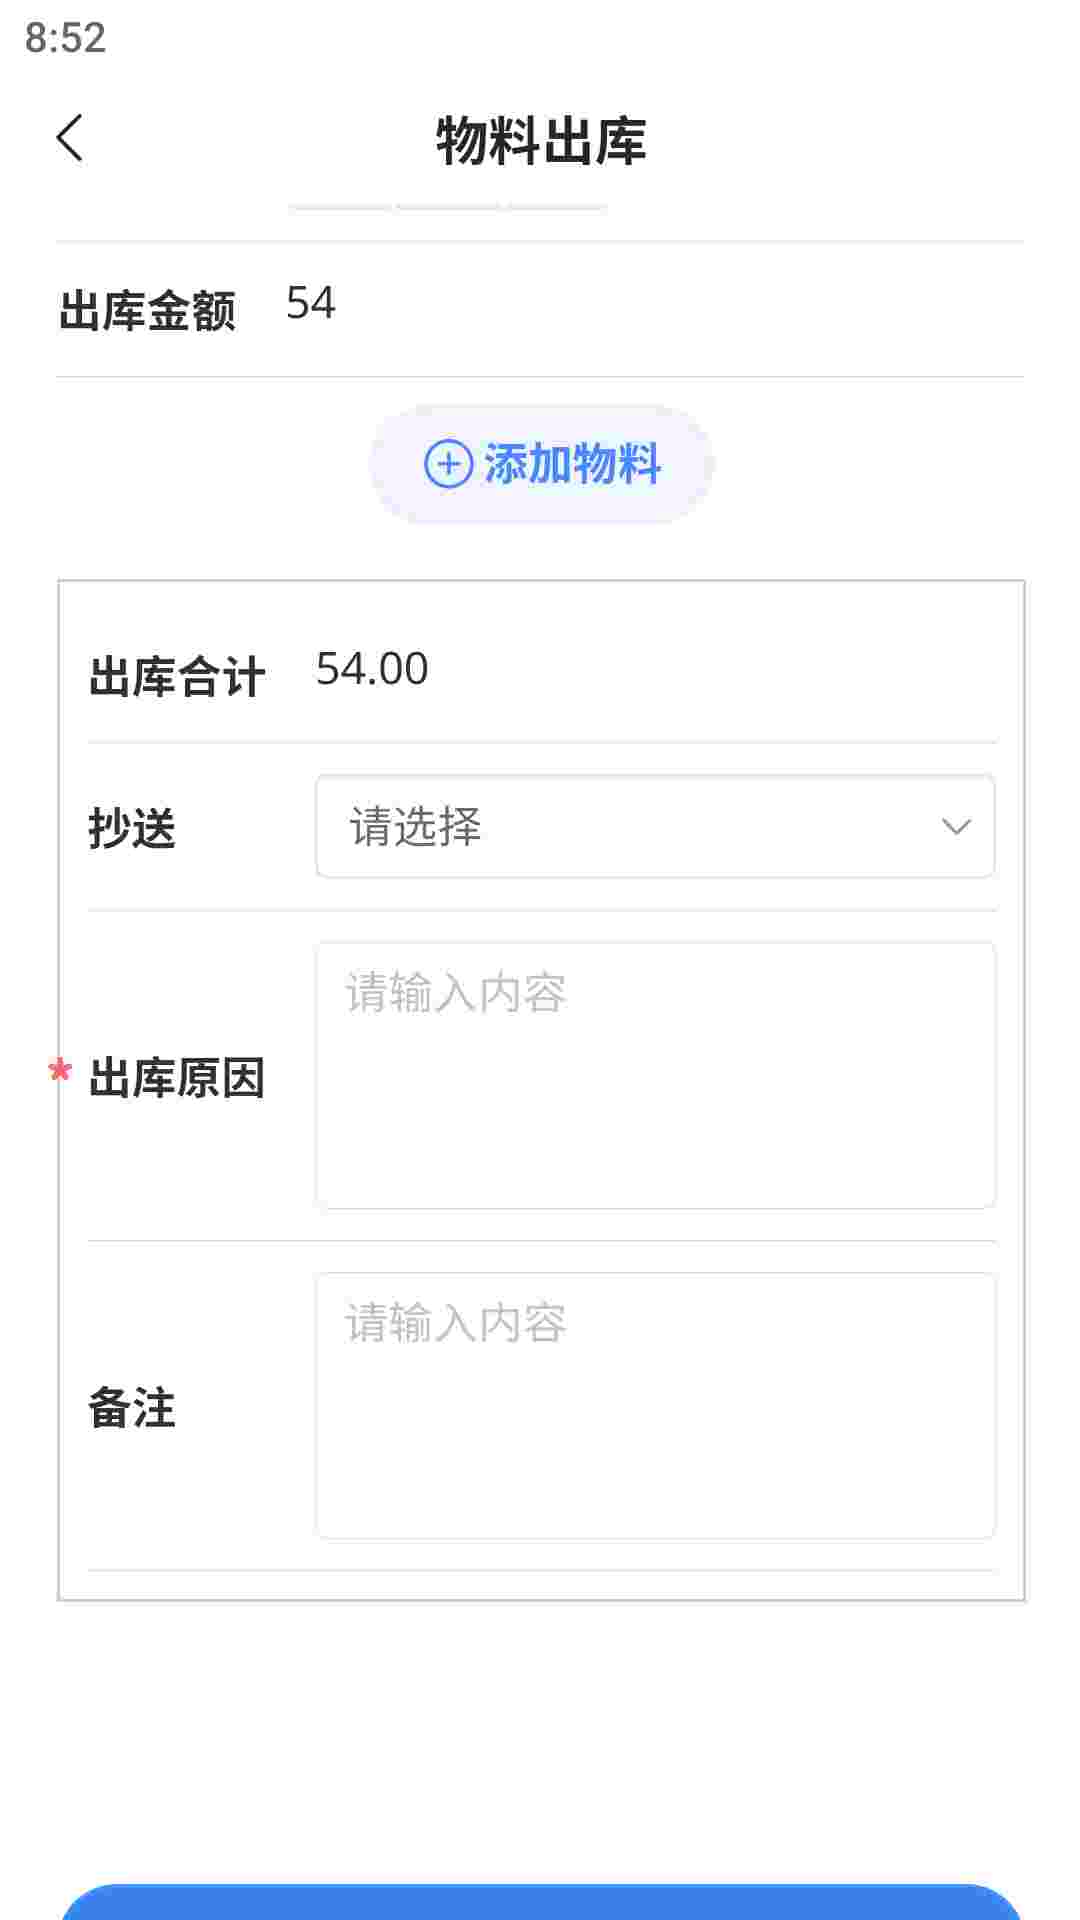 8:52
物料出库
出库金额 54
添加物料
出库合计 54.00
抄送 请选择
请输入内容
* 出库原因
请输入内容
备注